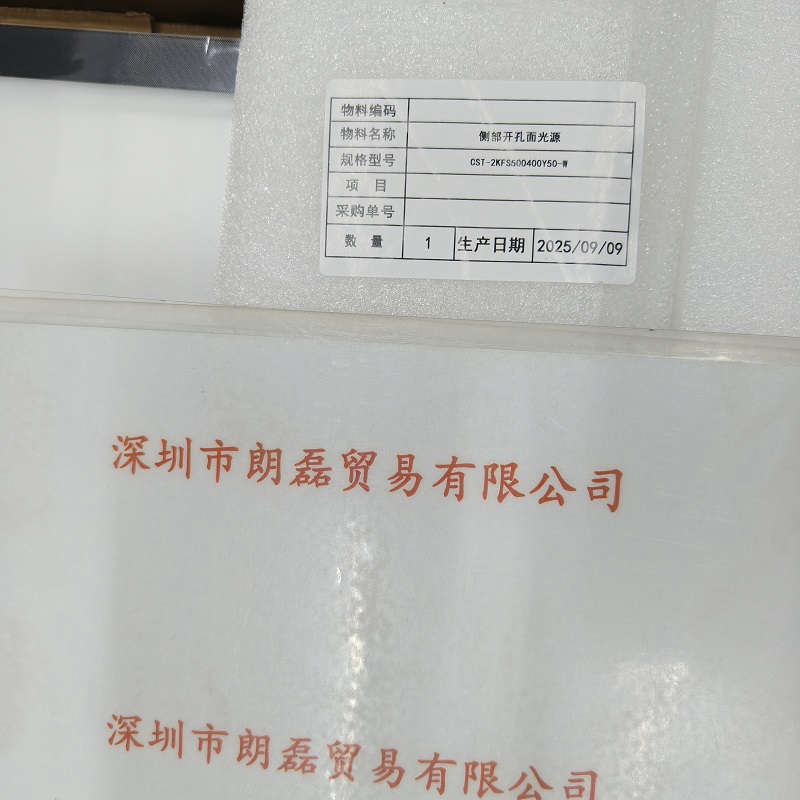 物料编码
物料名称 侧部开孔面光源
规格型号 CST-2KFS500400Y50-W
项 目
采购单号
数 量 1 生产日期 2025/09/09
深圳市朗磊贸易有限公司
深圳市朗磊贸易有限公司